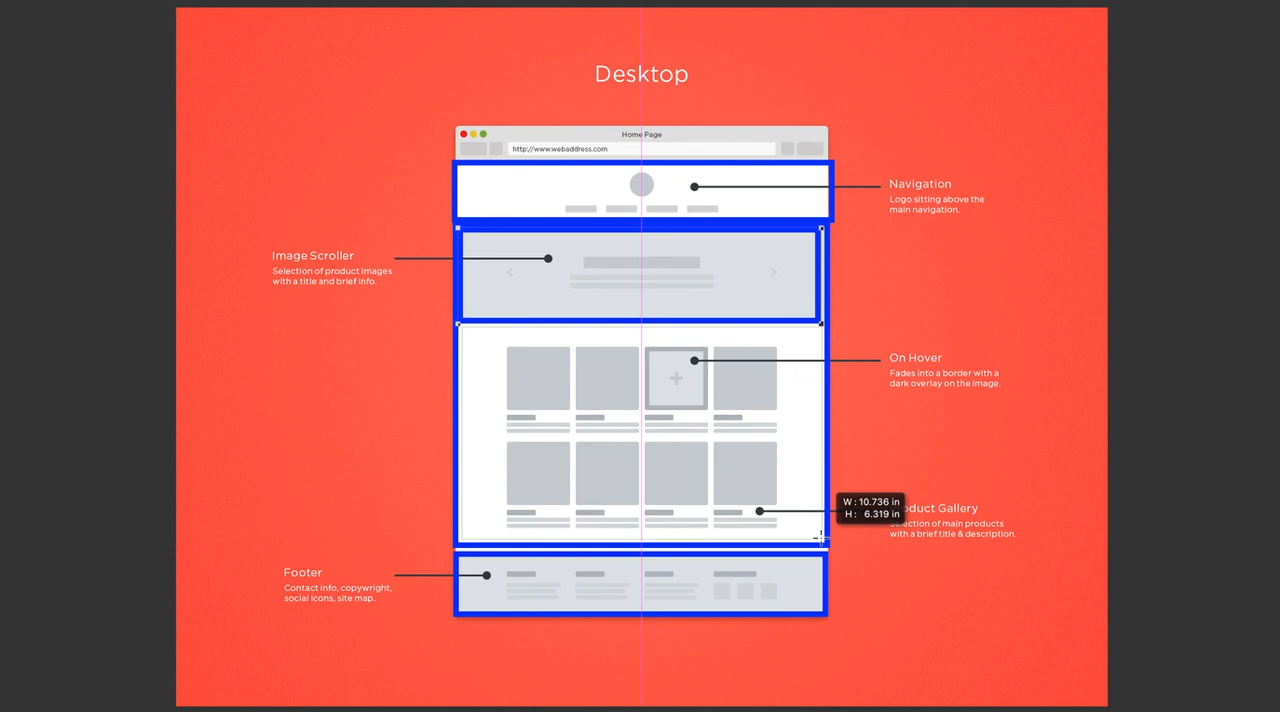 Desktop
Home Page
http://www.webaddress.com
Navigation
Logo sitting above the
main navigation.
Image Scroller
Selection of product images
with a title and brief info.
On Hover
Fades into a border with a
dark overlay on the image.
W: 10.736 in
H: 6.319 in
oduct Gallery
election of main products
with a brief title & description.
Footer
Contact info, copywright,
social icons, site map.